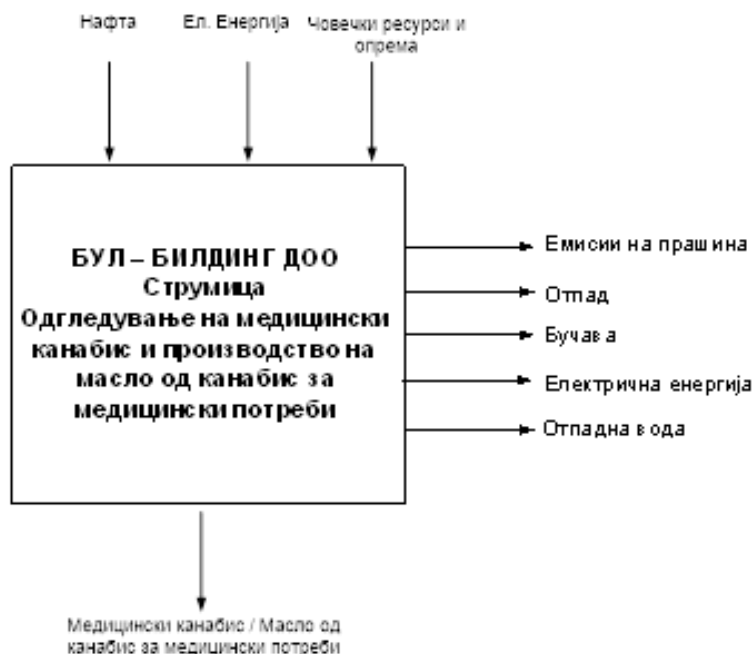 Нафта
Ел. Енергија
Човечки ресурси и
опрема
БУЛ – БИЛДИНГ ДОО
Струмица
Одгледување на медицински
канабис и производство на
масло од канабис за
медицински потреби
Емисии на прашина
Отпад
Бучава
Електрична енергија
Отпадна вода
Медицински канабис / Масло од
канабис за медицински потреби